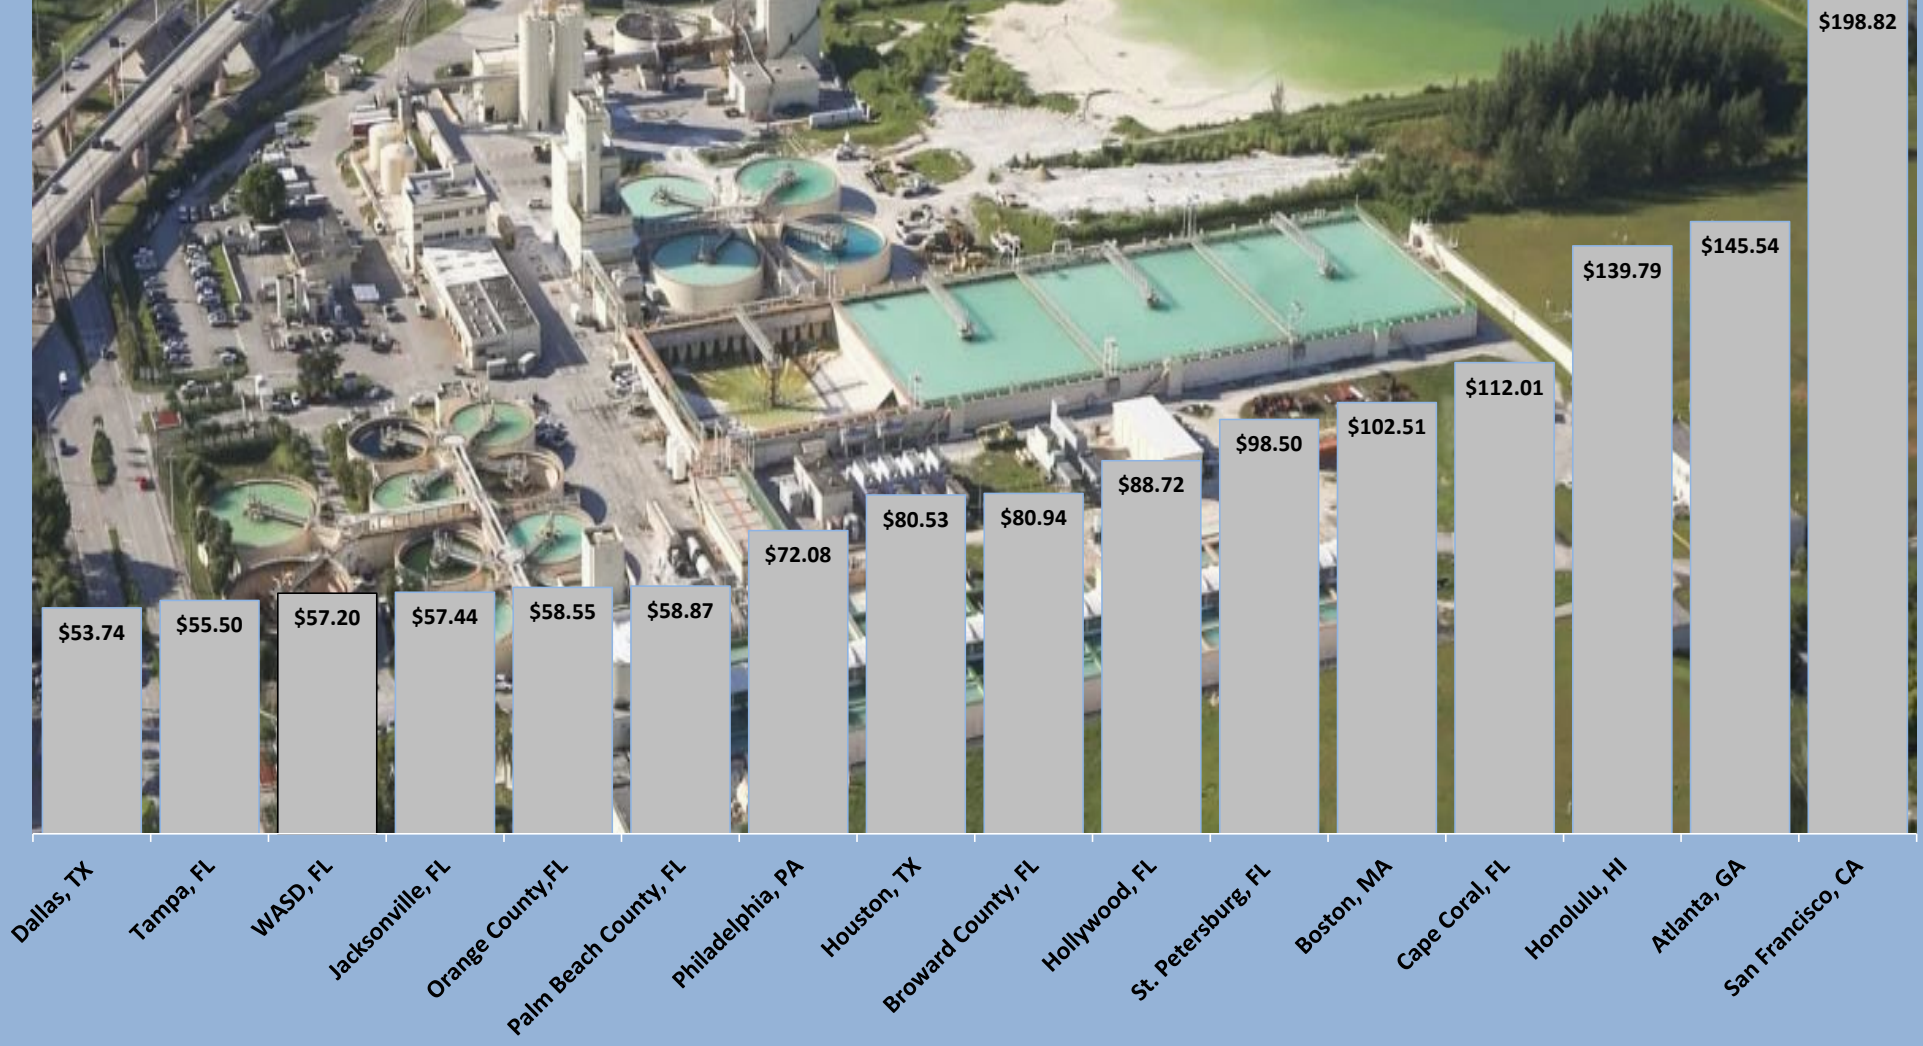 $53.74
$55.50
$57.20
$57.44
$58.55
$58.87
$72.08
$80.53
$80.94
$88.72
$98.50
$102.51
$112.01
$139.79
$145.54
$198.82
Dallas, TX
Tampa, FL
WASD, FL
Jacksonville, FL
Orange County,FL
Palm Beach County, FL
Philadelphia, PA
Houston, TX
Broward County, FL
Hollywood, FL
St. Petersburg, FL
Boston, MA
Cape Coral, FL
Honolulu, HI
Atlanta, GA
San Francisco, CA